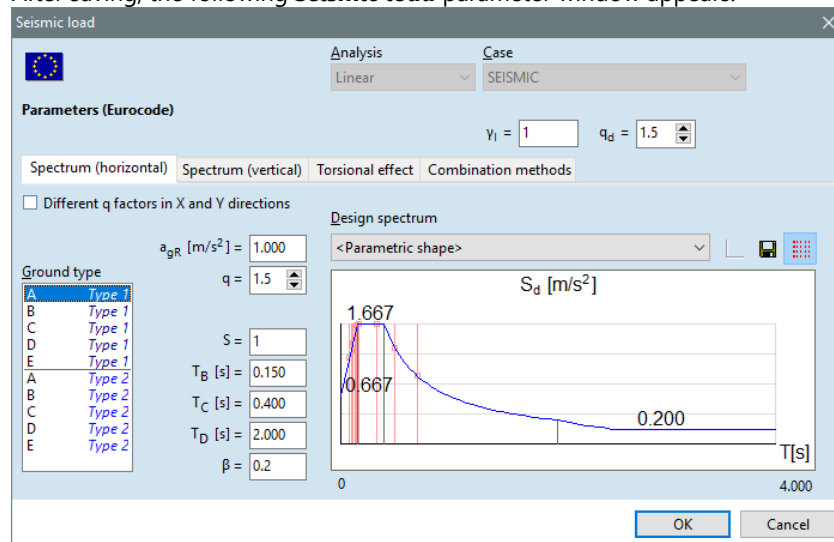 After saving, the following Seismic load parameter window appears:
Seismic load
Analysis Case
Linear SEISMIC
Parameters (Eurocode)
γI = 1 qd = 1.5
Spectrum (horizontal) Spectrum (vertical) Torsional effect Combination methods
Different q factors in X and Y directions
Design spectrum
agR [m/s²] = 1.000
<Parametric shape>
Ground type
q = 1.5
A Type 1
B Type 1
C Type 1
D Type 1
E Type 1
A Type 2
B Type 2
C Type 2
D Type 2
E Type 2
S = 1
TB [s] = 0.150
TC [s] = 0.400
TD [s] = 2.000
β = 0.2
Sd [m/s²]
1.667
0.667
0.200
T[s]
0 4.000
OK Cancel